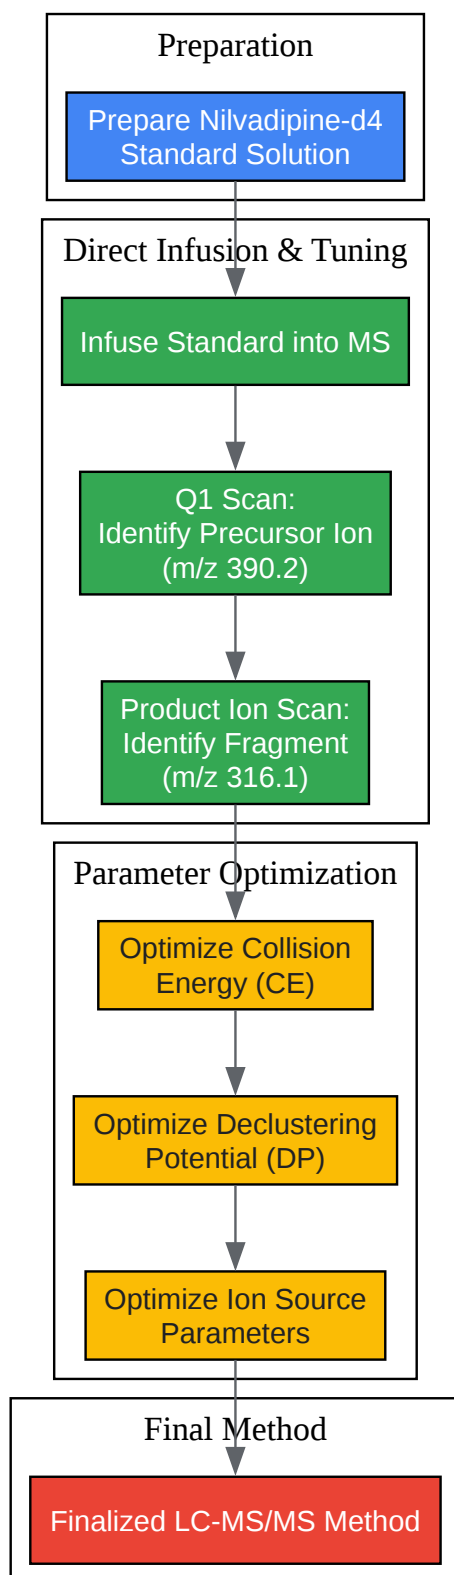 Preparation
Prepare Nilvadipine-d4
Standard Solution
Direct Infusion & Tuning
Infuse Standard into MS
Q1 Scan:
Identify Precursor Ion
(m/z 390.2)
Product Ion Scan:
Identify Fragment
(m/z 316.1)
Parameter Optimization
Optimize Collision
Energy (CE)
Optimize Declustering
Potential (DP)
Optimize Ion Source
Parameters
Final Method
Finalized LC-MS/MS Method